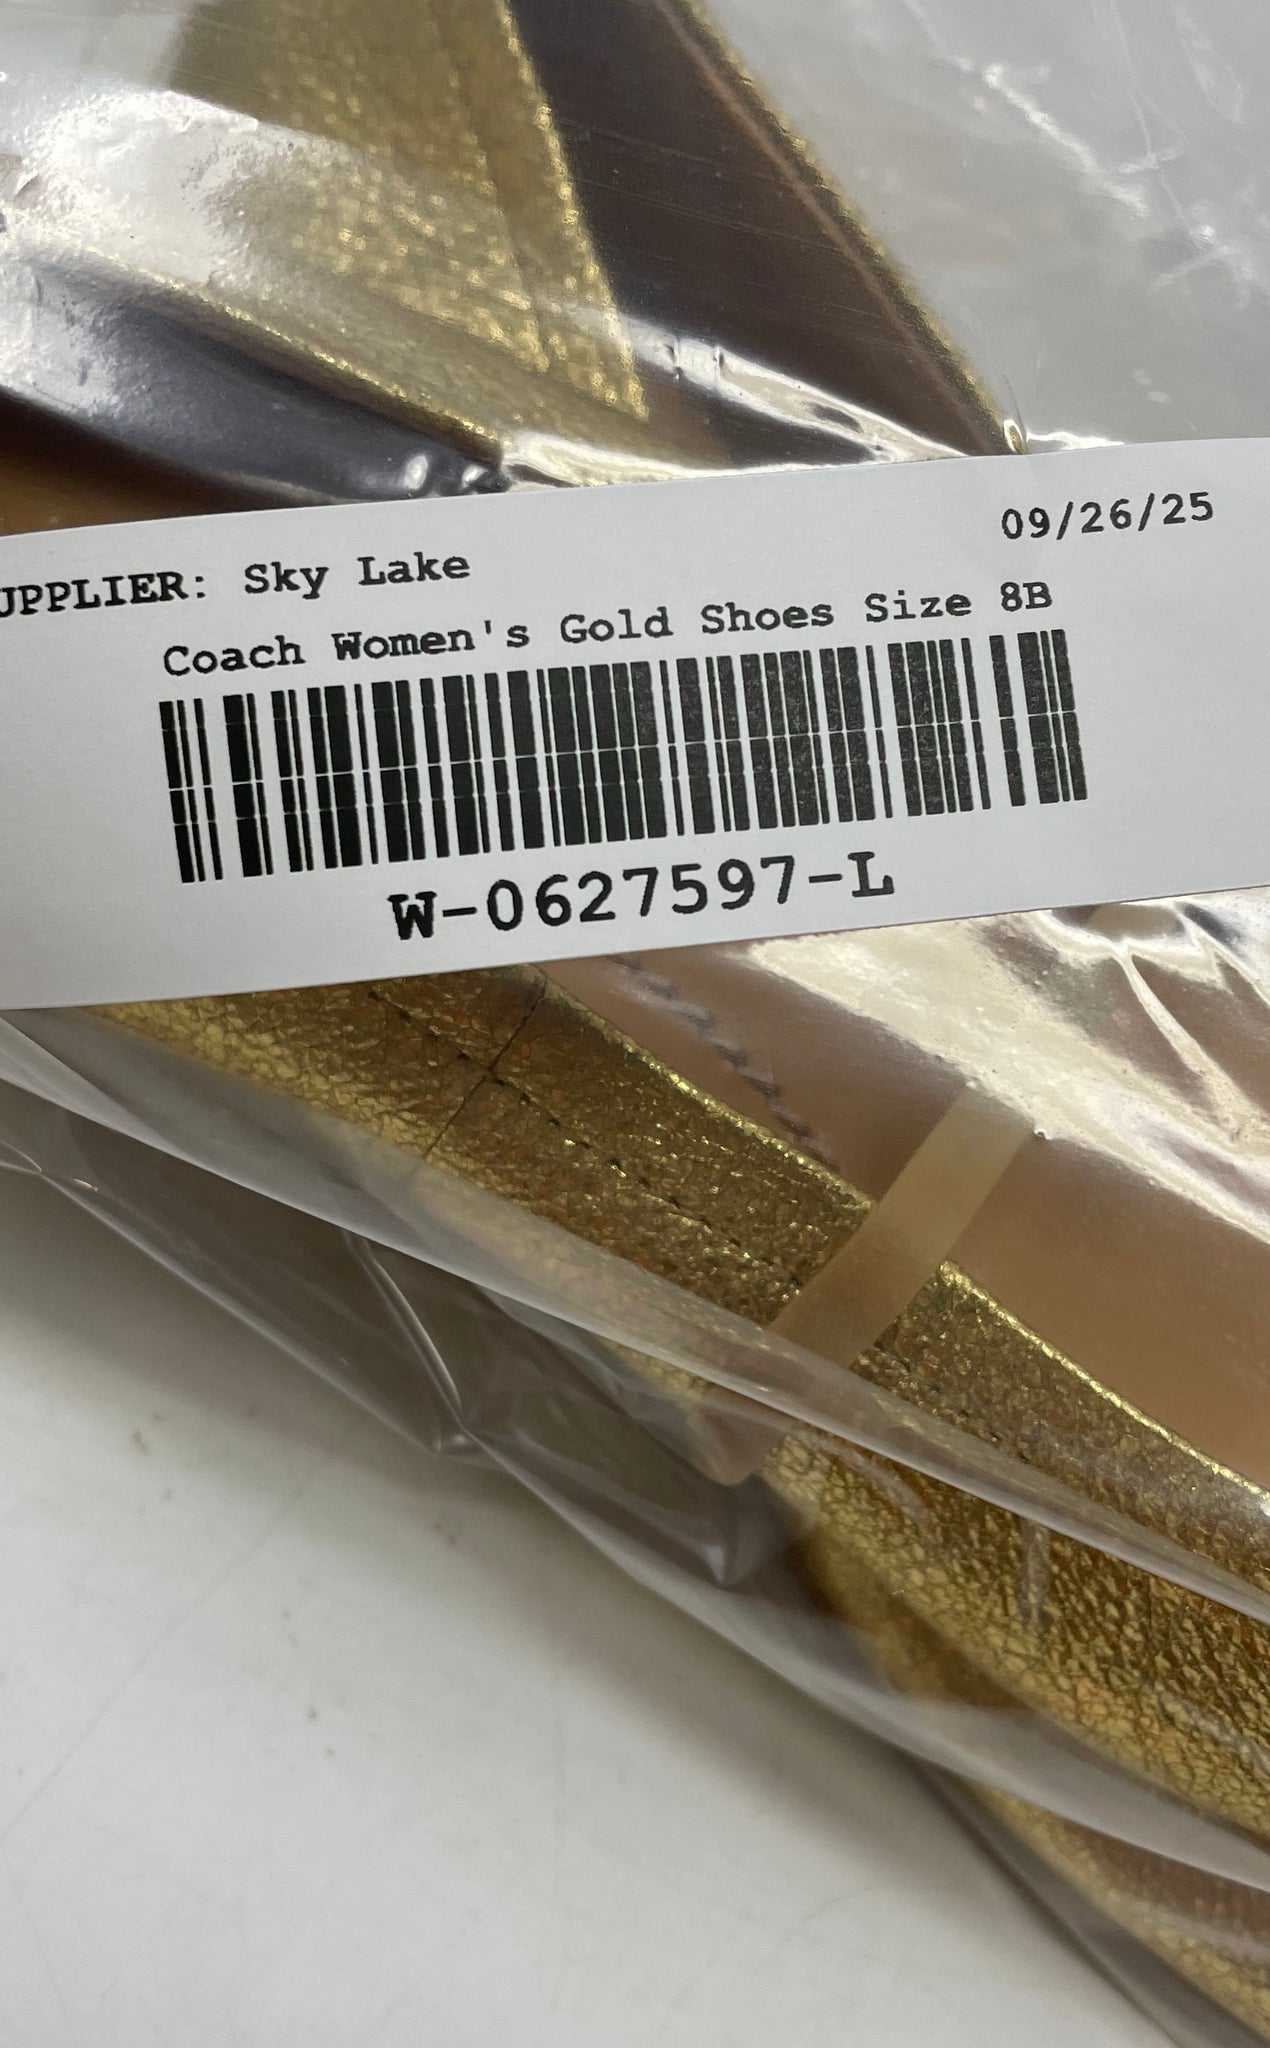 UPPLIER: Sky Lake 09/26/25
Coach Women's Gold Shoes Size 8B
W-0627597-L